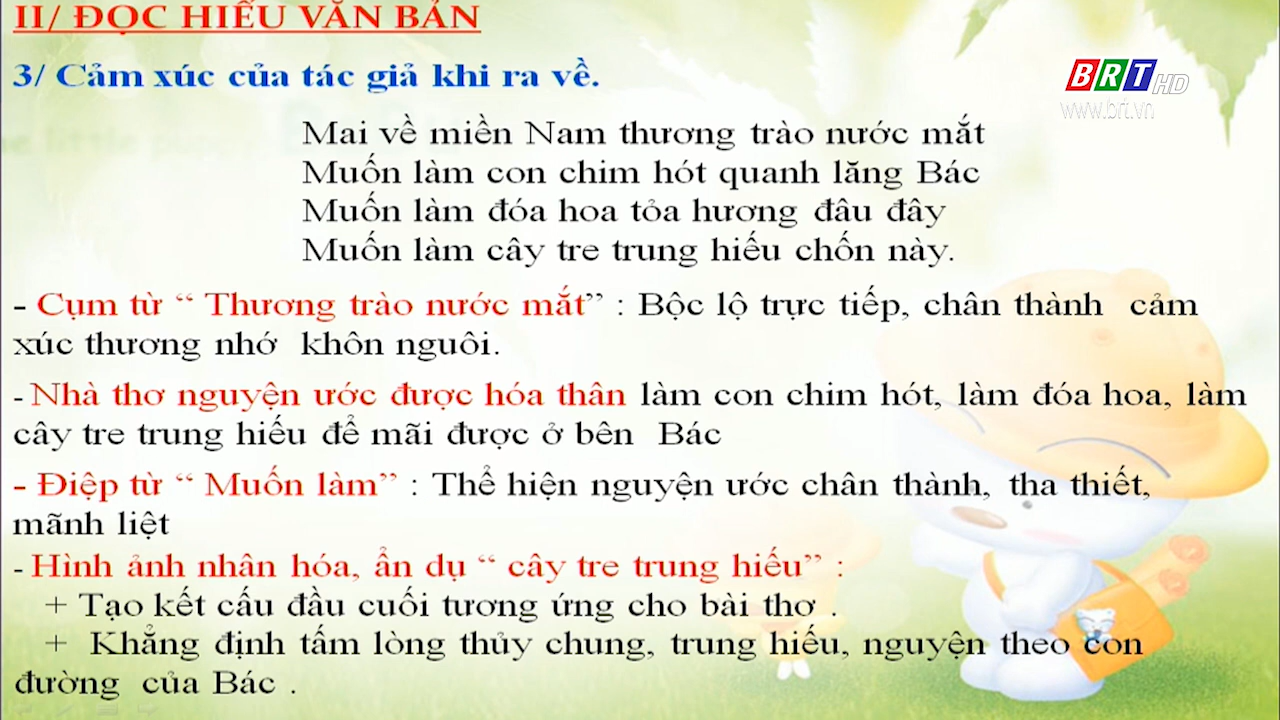 II/ ĐỌC HIỂU VĂN BẢN
3/ Cảm xúc của tác giả khi ra về.
BRT HD
www.brt.vn
Mai về miền Nam thương trào nước mắt
Muốn làm con chim hót quanh lăng Bác
Muốn làm đóa hoa tỏa hương đâu đây
Muốn làm cây tre trung hiếu chốn này.
- Cụm từ “ Thương trào nước mắt” : Bộc lộ trực tiếp, chân thành cảm
xúc thương nhớ khôn nguôi.
- Nhà thơ nguyện ước được hóa thân làm con chim hót, làm đóa hoa, làm
cây tre trung hiếu để mãi được ở bên Bác
- Điệp từ “ Muốn làm” : Thể hiện nguyện ước chân thành, tha thiết,
mãnh liệt
- Hình ảnh nhân hóa, ẩn dụ “ cây tre trung hiếu” :
+ Tạo kết cấu đầu cuối tương ứng cho bài thơ .
+ Khẳng định tấm lòng thủy chung, trung hiếu, nguyện theo con
đường của Bác .